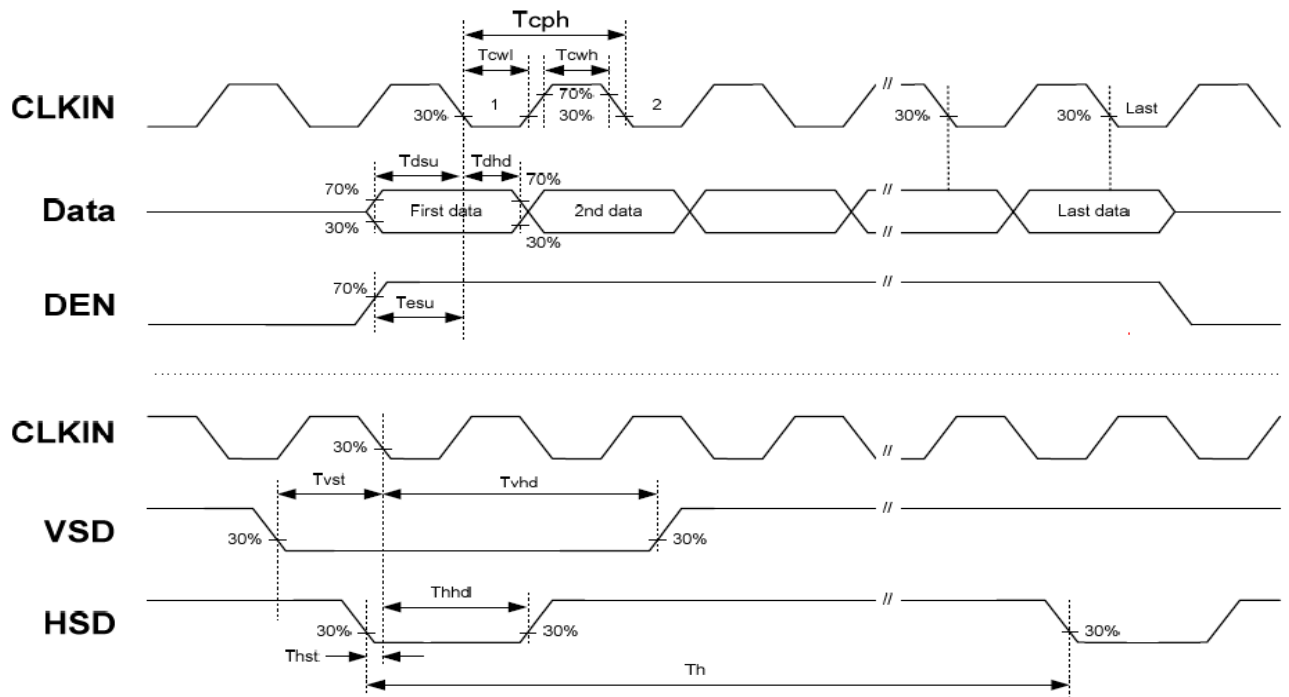 Tcph
Tcwl Tcwh
CLKIN 30% 1 70% 30% 2 // 30% 30% Last
Tdsu Tdhd
70% 70%
Data First data 2nd data // Last data
30% 30% //
DEN 70% Tesu //
CLKIN 30% //
Tvst Tvhd
VSD 30% 30% //
Thhd
HSD 30% 30% // 30%
Thst
Th